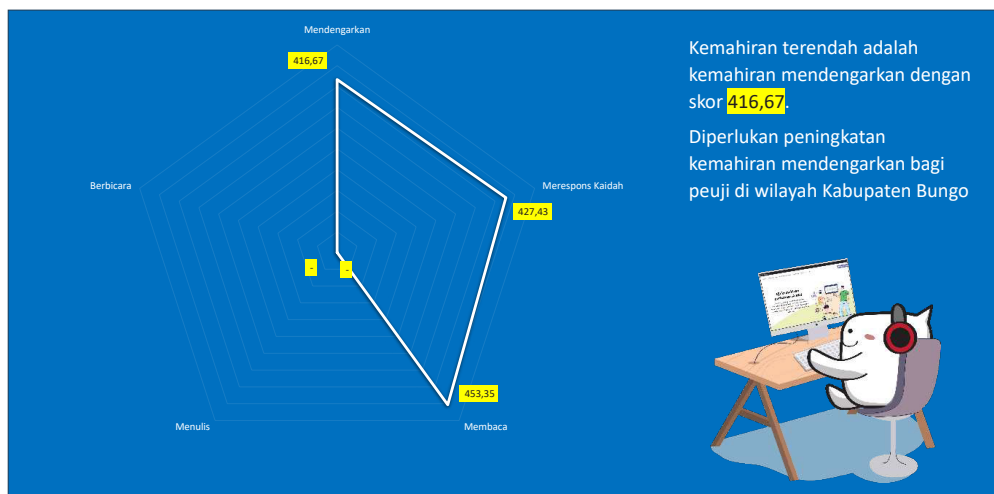 Mendengarkan
416,67
Merespons Kaidah
427,43
Membaca
453,35
Menulis
-
Berbicara
-
Kemahiran terendah adalah
kemahiran mendengarkan dengan
skor 416,67.
Diperlukan peningkatan
kemahiran mendengarkan bagi
peuji di wilayah Kabupaten Bungo